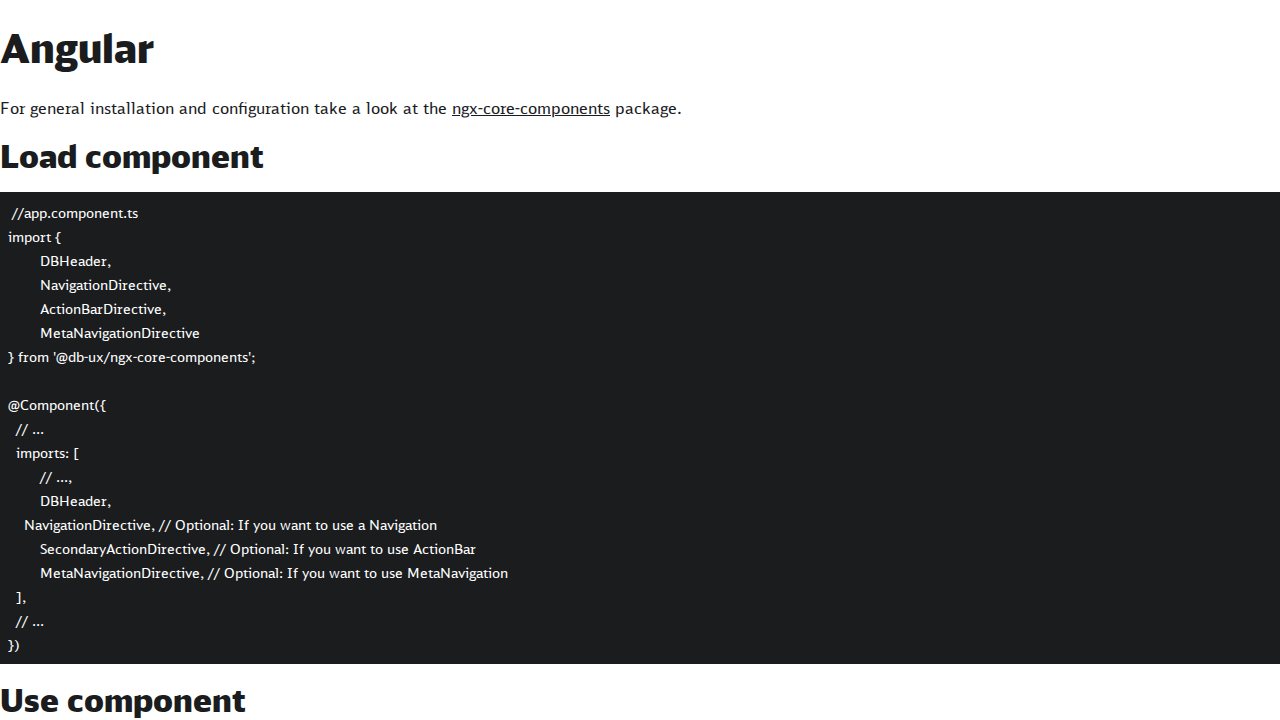 Angular
For general installation and configuration take a look at the ngx-core-components package.
Load component
//app.component.ts
import {
DBHeader,
NavigationDirective,
ActionBarDirective,
MetaNavigationDirective
} from '@db-ux/ngx-core-components';
@Component({
// ...
imports: [
// ...,
DBHeader,
NavigationDirective, // Optional: If you want to use a Navigation
SecondaryActionDirective, // Optional: If you want to use ActionBar
MetaNavigationDirective, // Optional: If you want to use MetaNavigation
],
// ...
})
Use component